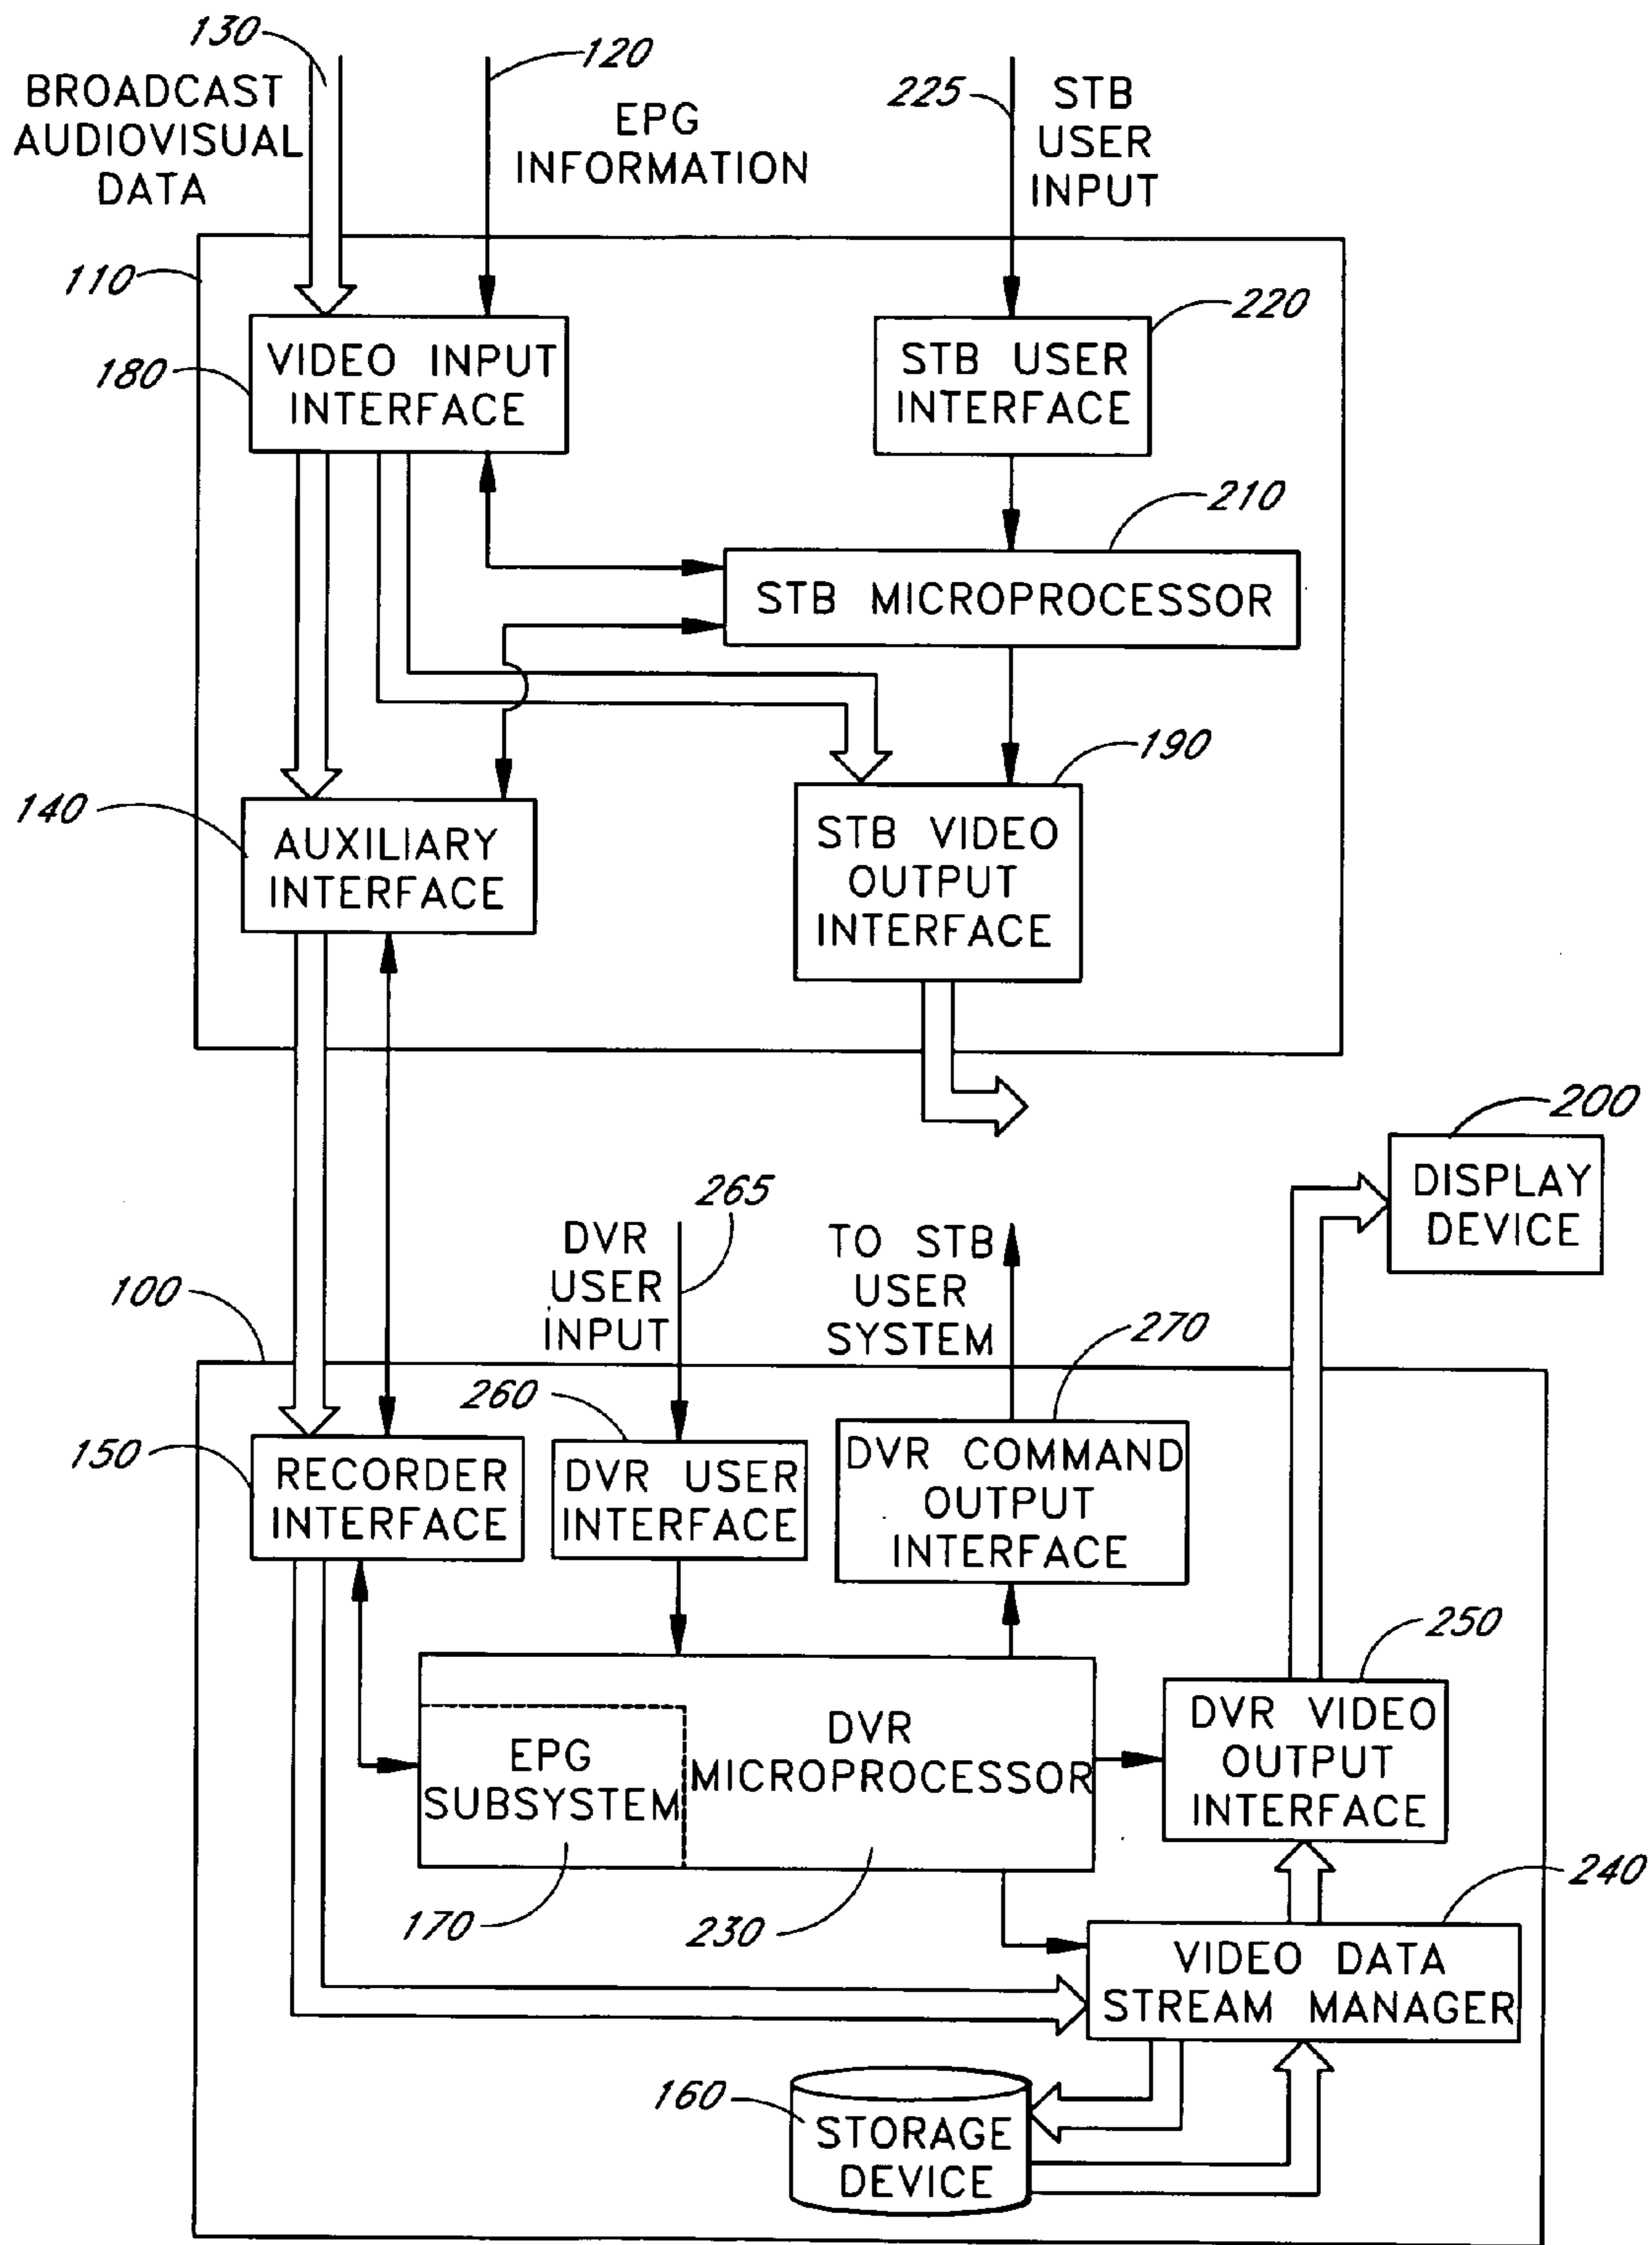 130
BROADCAST
AUDIOVISUAL
DATA
120
EPG
INFORMATION
225
STB
USER
INPUT
110
180
VIDEO INPUT
INTERFACE
220
STB USER
INTERFACE
210
STB MICROPROCESSOR
190
140
AUXILIARY
INTERFACE
STB VIDEO
OUTPUT
INTERFACE
200
DISPLAY
DEVICE
265
DVR
USER
INPUT
TO STB
USER
SYSTEM
100
270
260
150
RECORDER
INTERFACE
DVR USER
INTERFACE
DVR COMMAND
OUTPUT
INTERFACE
250
EPG
SUBSYSTEM
DVR
MICROPROCESSOR
DVR VIDEO
OUTPUT
INTERFACE
170
230
240
VIDEO DATA
STREAM MANAGER
160
STORAGE
DEVICE